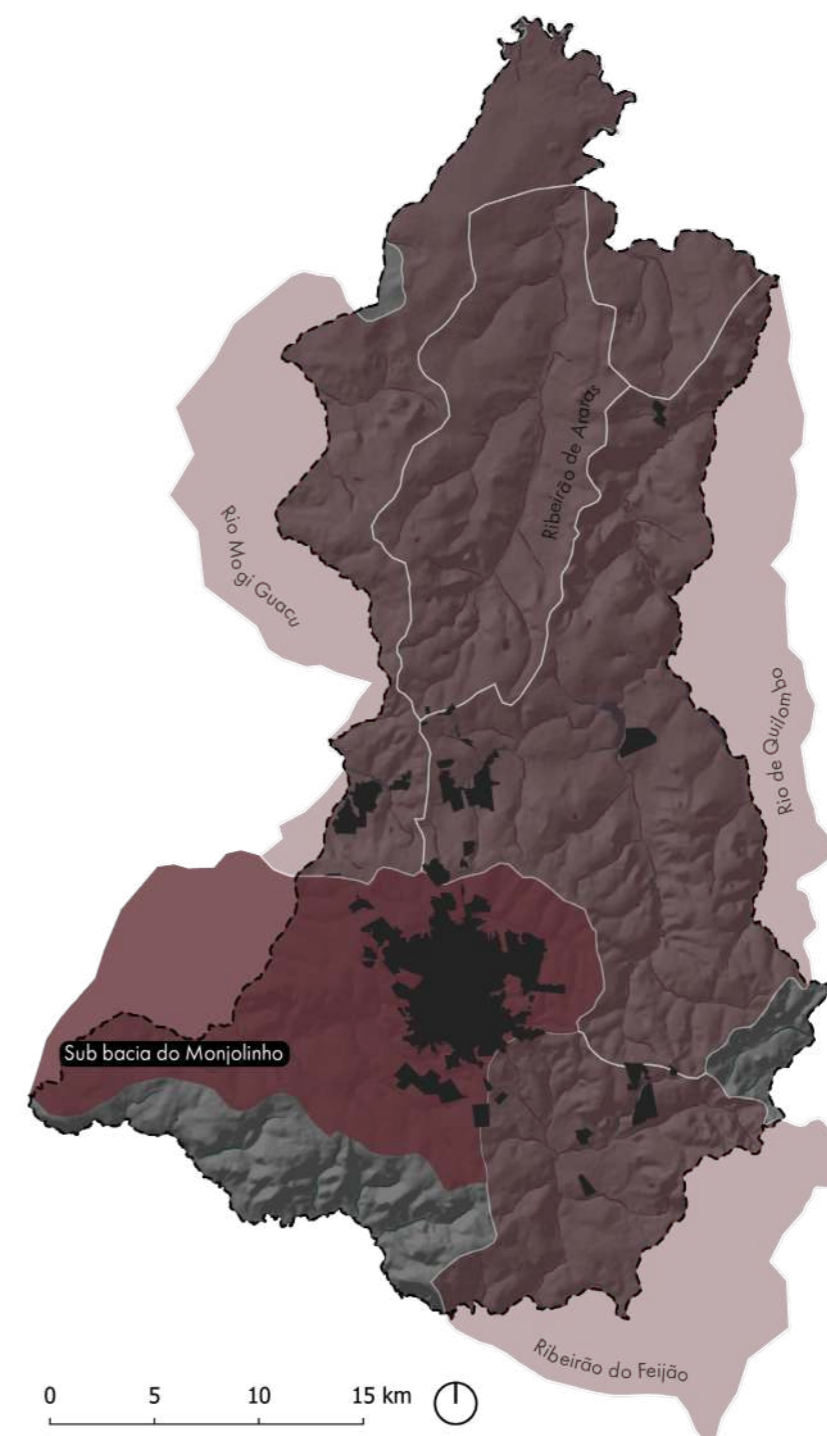 Ribeirão de Araras
Rio Mogi Guacu
Rio de Quilombo
Sub bacia do Monjolinho
Ribeirão do Feijão
0 5 10 15 km